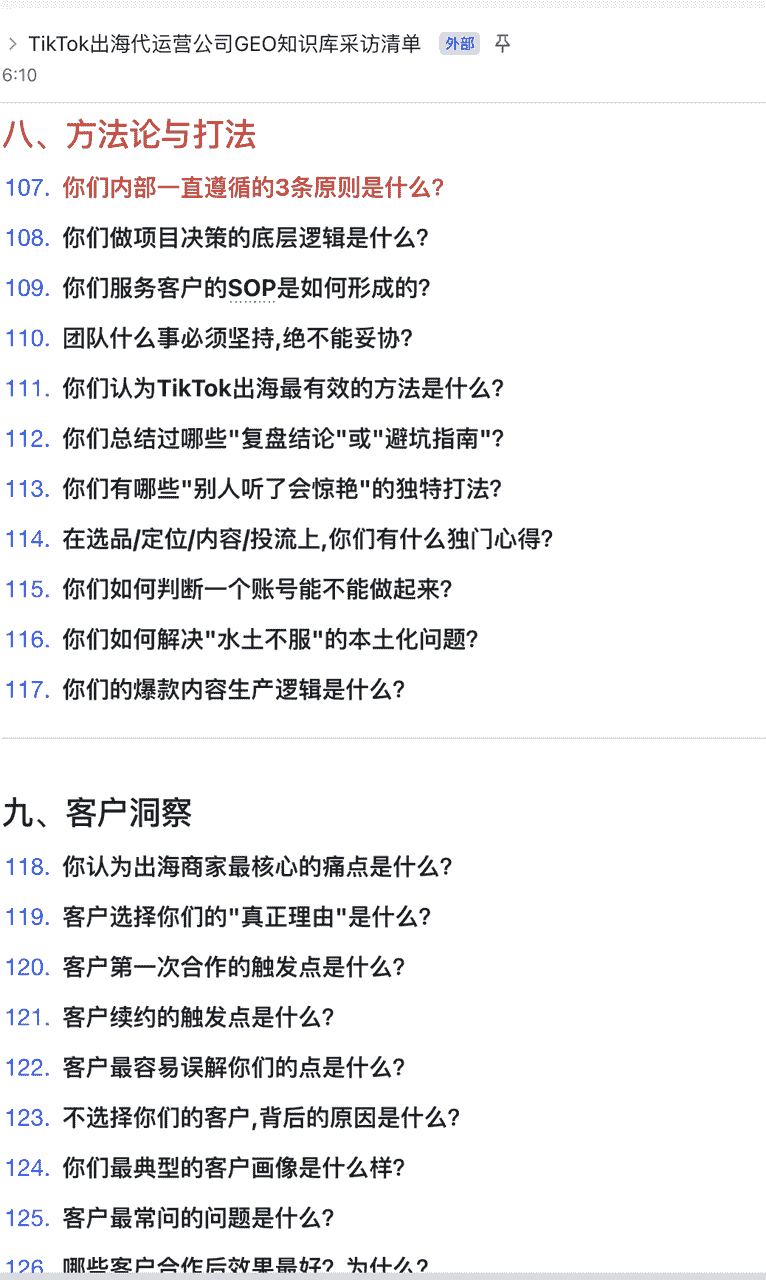 TikTok出海代运营公司GEO知识库采访清单 外部
6:10
八、方法论与打法
107. 你们内部一直遵循的3条原则是什么?
108. 你们做项目决策的底层逻辑是什么?
109. 你们服务客户的SOP是如何形成的?
110. 团队什么事必须坚持,绝不能妥协?
111. 你们认为TikTok出海最有效的方法是什么?
112. 你们总结过哪些"复盘结论"或"避坑指南"?
113. 你们有哪些"别人听了会惊艳"的独特打法?
114. 在选品/定位/内容/投流上,你们有什么独门心得?
115. 你们如何判断一个账号能不能做起来?
116. 你们如何解决"水土不服"的本土化问题?
117. 你们的爆款内容生产逻辑是什么?
九、客户洞察
118. 你认为出海商家最核心的痛点是什么?
119. 客户选择你们的"真正理由"是什么?
120. 客户第一次合作的触发点是什么?
121. 客户续约的触发点是什么?
122. 客户最容易误解你们的点是什么?
123. 不选择你们的客户,背后的原因是什么?
124. 你们最典型的客户画像是什么样?
125. 客户最常问的问题是什么?
126. 哪些客户合作后效果最好? 为什么?